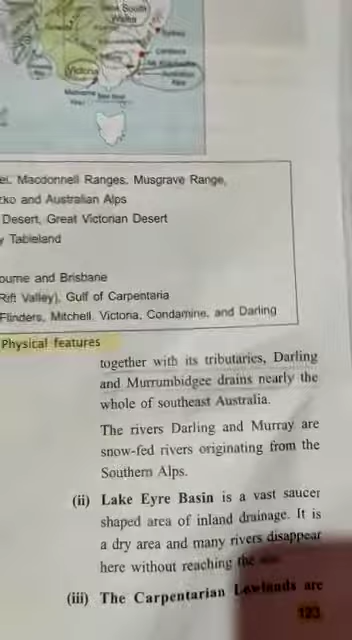 South
Wales
Victoria
el, Macdonnell Ranges, Musgrave Range,
zko and Australian Alps
Desert, Great Victorian Desert
y Tableland
ourne and Brisbane
Rift Valley), Gulf of Carpentaria
Flinders, Mitchell, Victoria, Condamine, and Darling
Physical features
together with its tributaries, Darling
and Murrumbidgee drains nearly the
whole of southeast Australia.
The rivers Darling and Murray are
snow-fed rivers originating from the
Southern Alps.
(ii) Lake Eyre Basin is a vast saucer
shaped area of inland drainage. It is
a dry area and many rivers disappear
here without reaching the
(iii) The Carpentarian Lowlands are
123